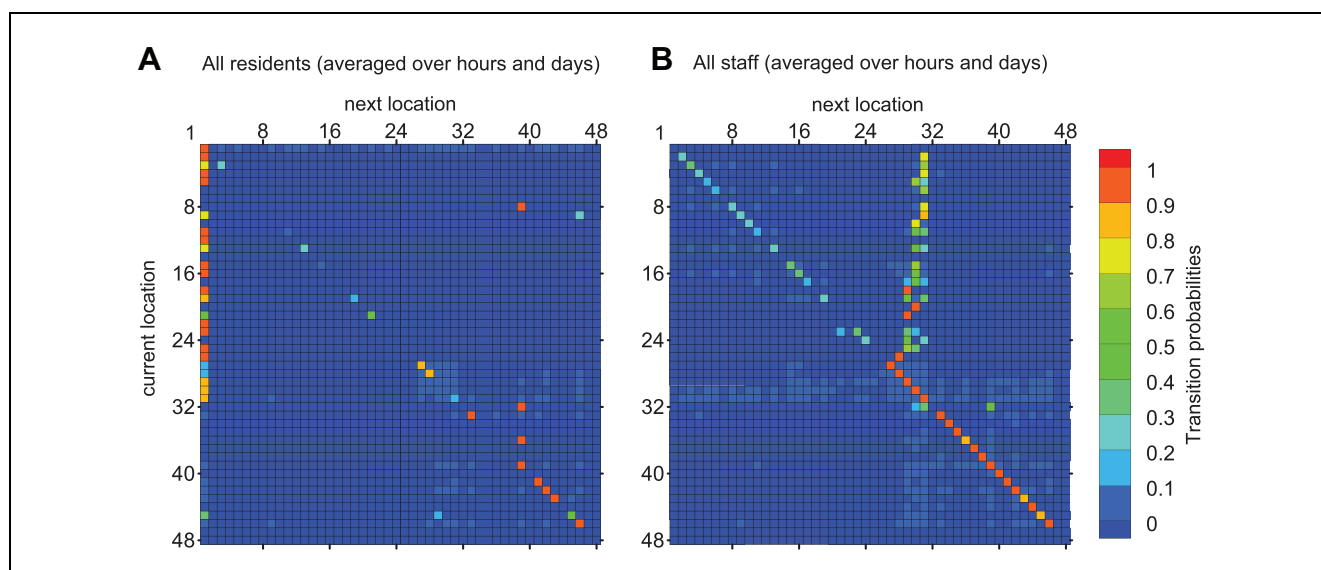 A All residents (averaged over hours and days)
next location
1 8 16 24 32 40 48
current location
8
16
24
32
40
48
B All staff (averaged over hours and days)
next location
1 8 16 24 32 40 48
8
16
24
32
40
48
1
0.9
0.8
0.7
0.6
0.5
0.4
0.3
0.2
0.1
0
Transition probabilities